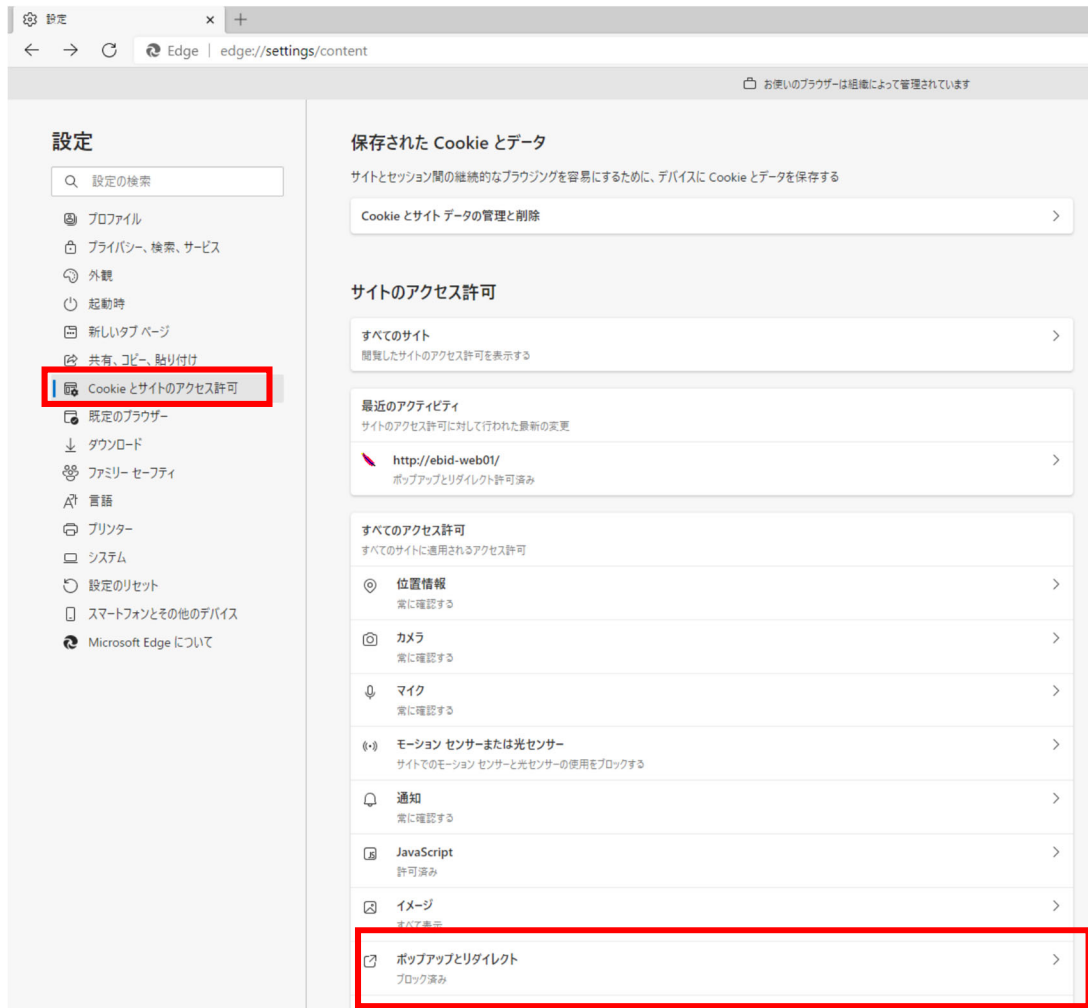 設定
Edge | edge://settings/content
お使いのブラウザーは組織によって管理されています
設定
設定の検索
プロファイル
プライバシー、検索、サービス
外観
起動時
新しいタブ ページ
共有、コピー、貼り付け
Cookie とサイトのアクセス許可
既定のブラウザー
ダウンロード
ファミリー セーフティ
言語
プリンター
システム
設定のリセット
スマートフォンとその他のデバイス
Microsoft Edge について
保存された Cookie とデータ
サイトとセッション間の継続的なブラウジングを容易にするために、デバイスに Cookie とデータを保存する
Cookie とサイト データの管理と削除
サイトのアクセス許可
すべてのサイト
閲覧したサイトのアクセス許可を表示する
最近のアクティビティ
サイトのアクセス許可に対して行われた最新の変更
http://ebid-web01/
ポップアップとリダイレクト許可済み
すべてのアクセス許可
すべてのサイトに適用されるアクセス許可
位置情報
常に確認する
カメラ
常に確認する
マイク
常に確認する
モーション センサーまたは光センサー
サイトでのモーション センサーと光センサーの使用をブロックする
通知
常に確認する
JavaScript
許可済み
イメージ
すべて表示
ポップアップとリダイレクト
ブロック済み